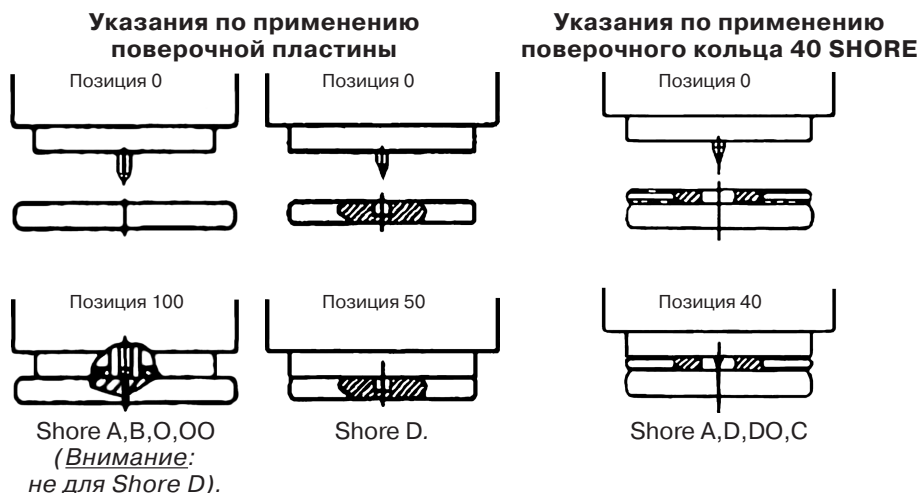 Указания по применению
поверочной пластины
Указания по применению
поверочного кольца 40 SHORE
Позиция 0
Позиция 0
Позиция 0
Позиция 100
Позиция 50
Позиция 40
Shore A,B,O,OO
(Внимание:
не для Shore D).
Shore D.
Shore A,D,DO,C